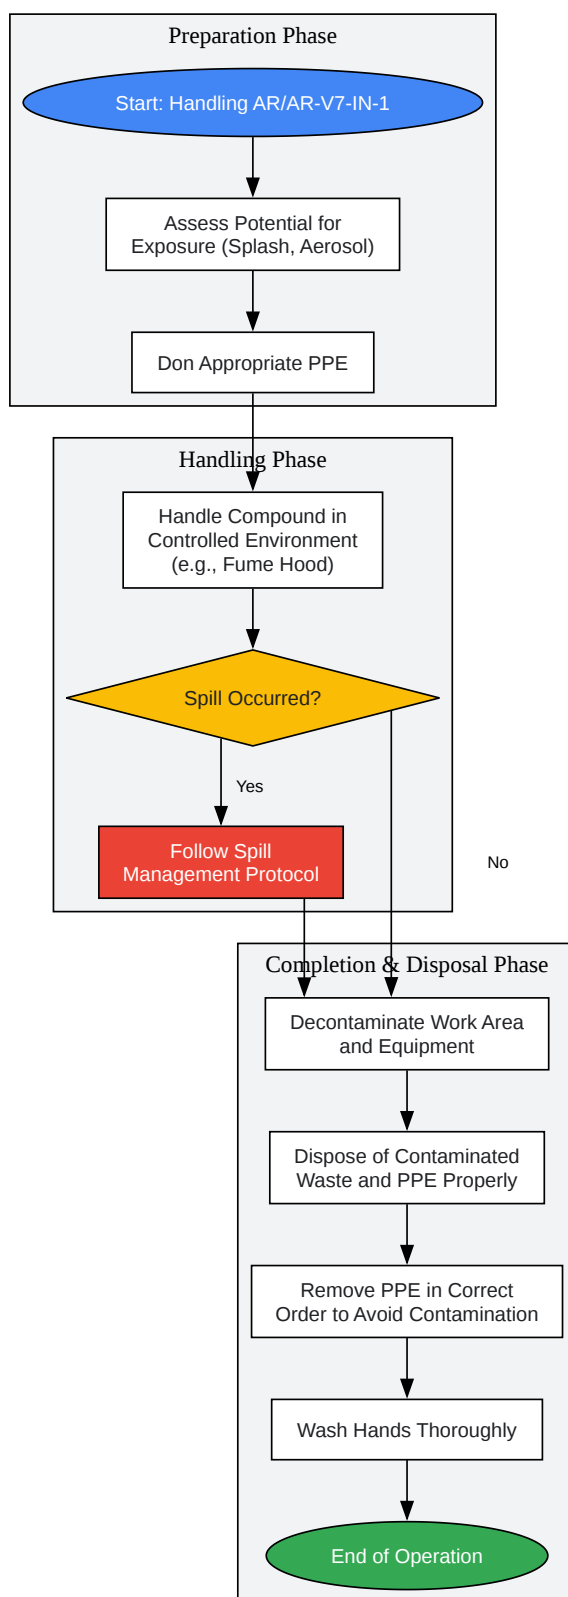 Preparation Phase
Start: Handling AR/AR-V7-IN-1
Assess Potential for
Exposure (Splash, Aerosol)
Don Appropriate PPE
Handling Phase
Handle Compound in
Controlled Environment
(e.g., Fume Hood)
Spill Occurred?
Yes
Follow Spill
Management Protocol
No
Completion & Disposal Phase
Decontaminate Work Area
and Equipment
Dispose of Contaminated
Waste and PPE Properly
Remove PPE in Correct
Order to Avoid Contamination
Wash Hands Thoroughly
End of Operation